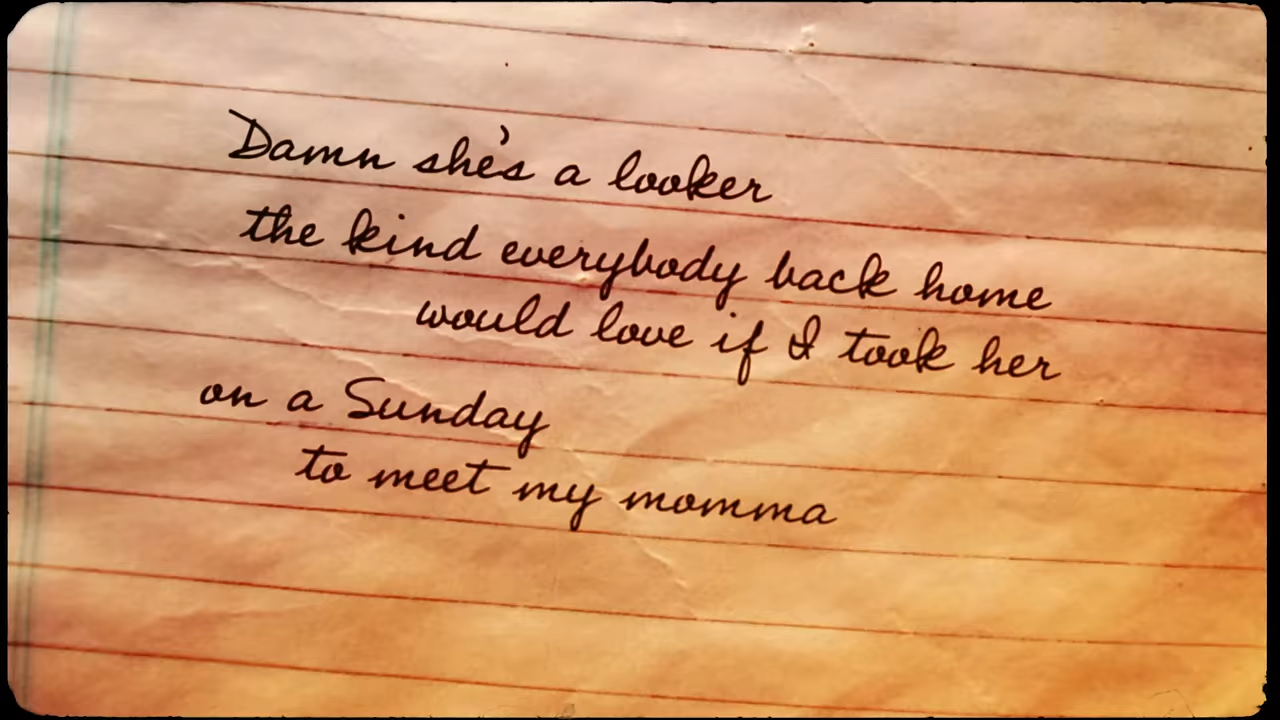 Damn she's a looker
the kind everybody back home
would love if I took her
on a Sunday
to meet my momma